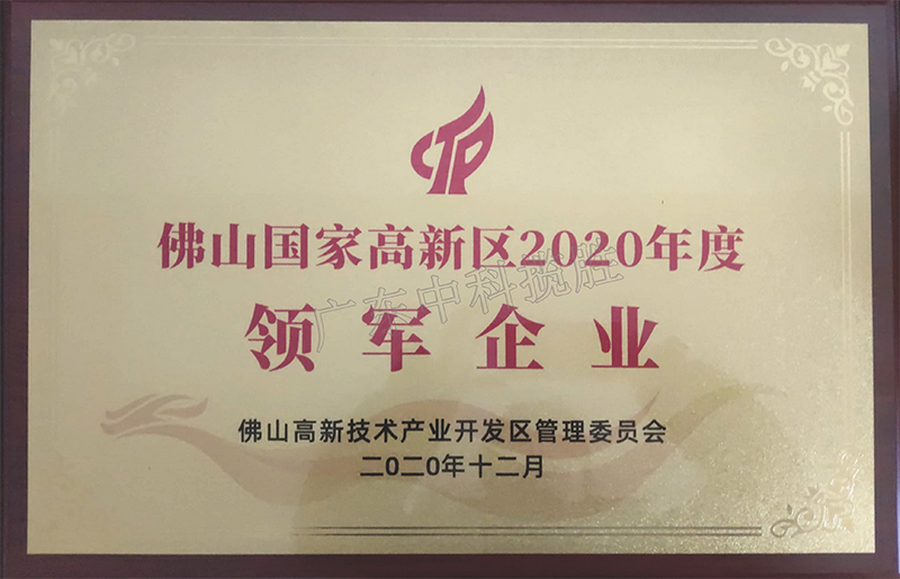 CTP
佛山国家高新区2020年度
广东中科揽胜
领军企业
佛山高新技术产业开发区管理委员会
二〇二〇年十二月